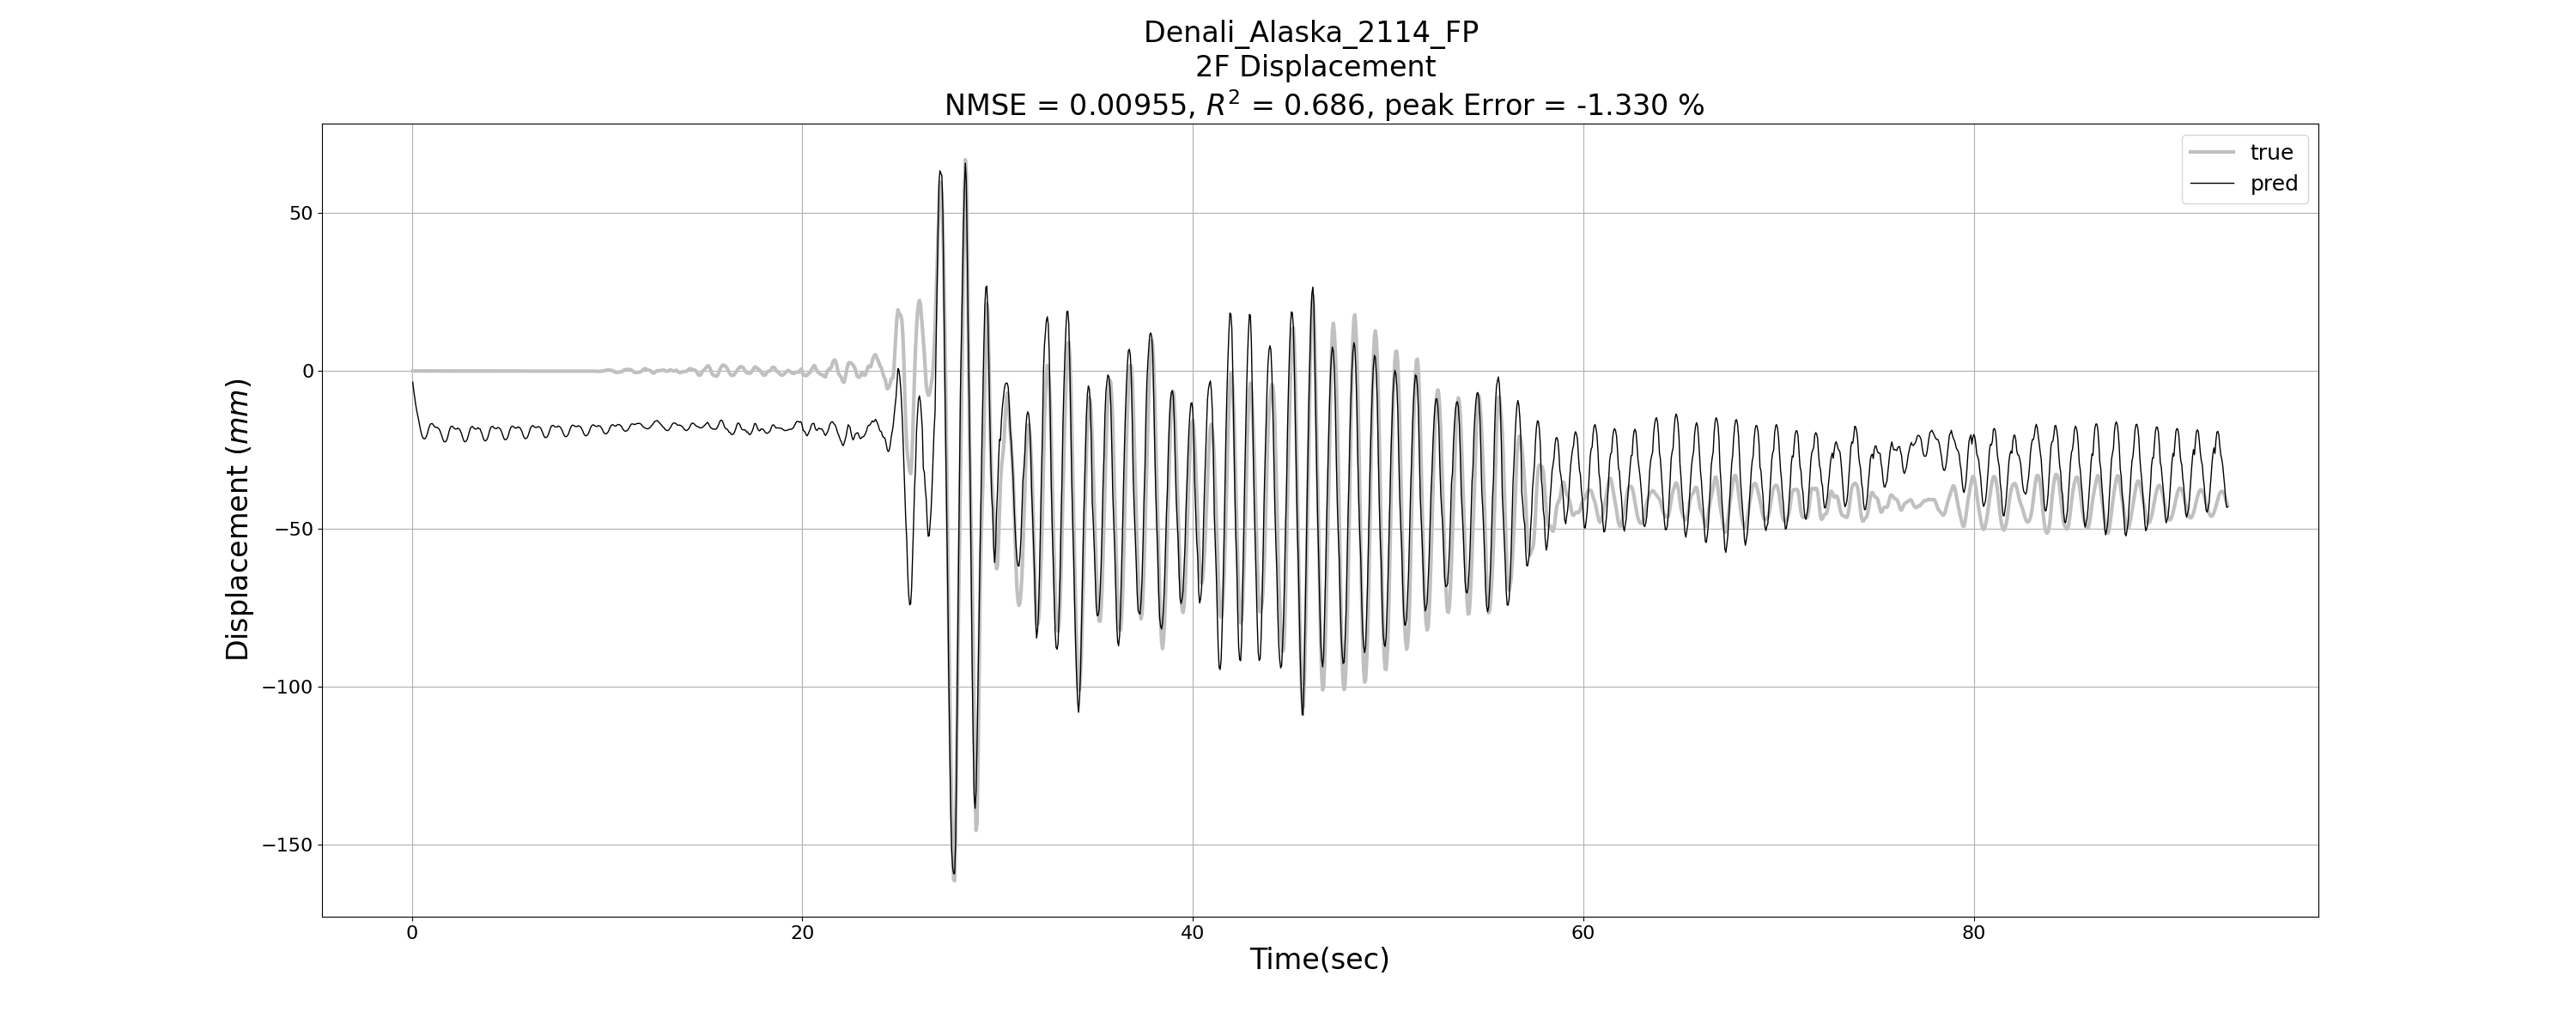 Denali_Alaska_2114_FP
2F Displacement
NMSE = 0.00955, R² = 0.686, peak Error = -1.330 %
true
pred
50
0
−50
−100
−150
Displacement (mm)
0 20 40 60 80
Time(sec)